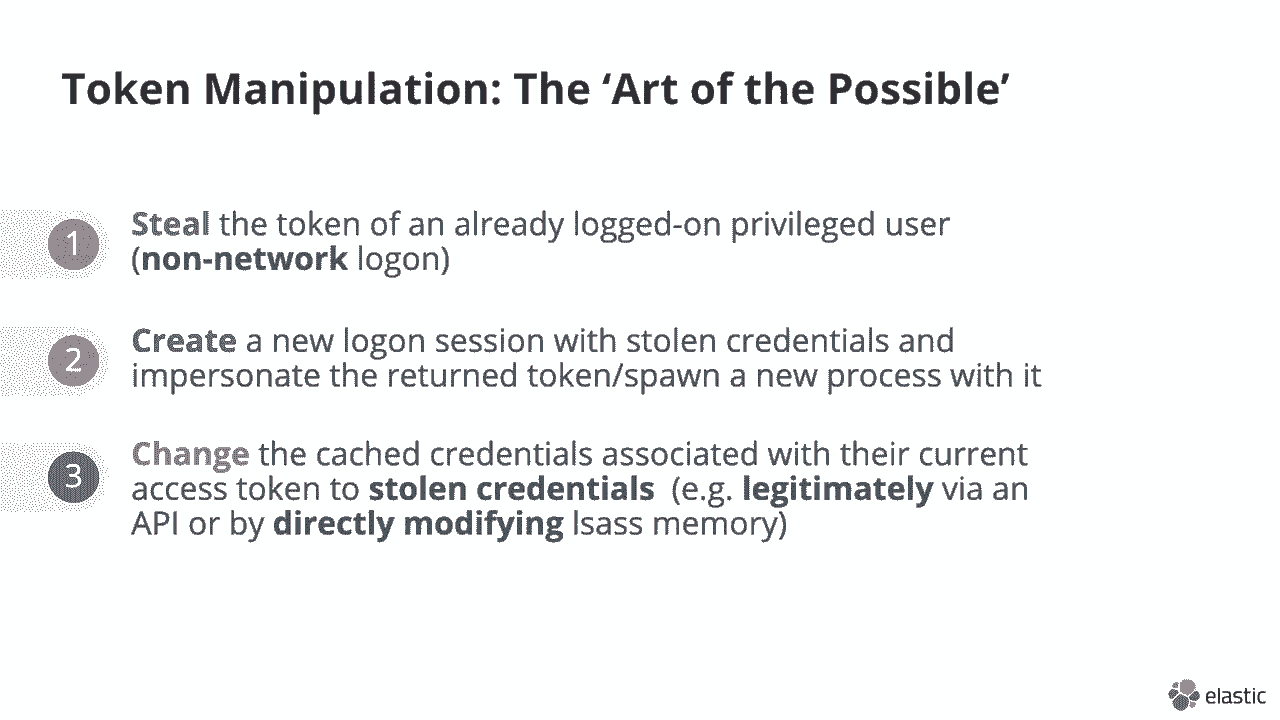 Token Manipulation: The ‘Art of the Possible’
1
Steal the token of an already logged-on privileged user
(non-network logon)
2
Create a new logon session with stolen credentials and
impersonate the returned token/spawn a new process with it
3
Change the cached credentials associated with their current
access token to stolen credentials (e.g. legitimately via an
API or by directly modifying lsass memory)
elastic